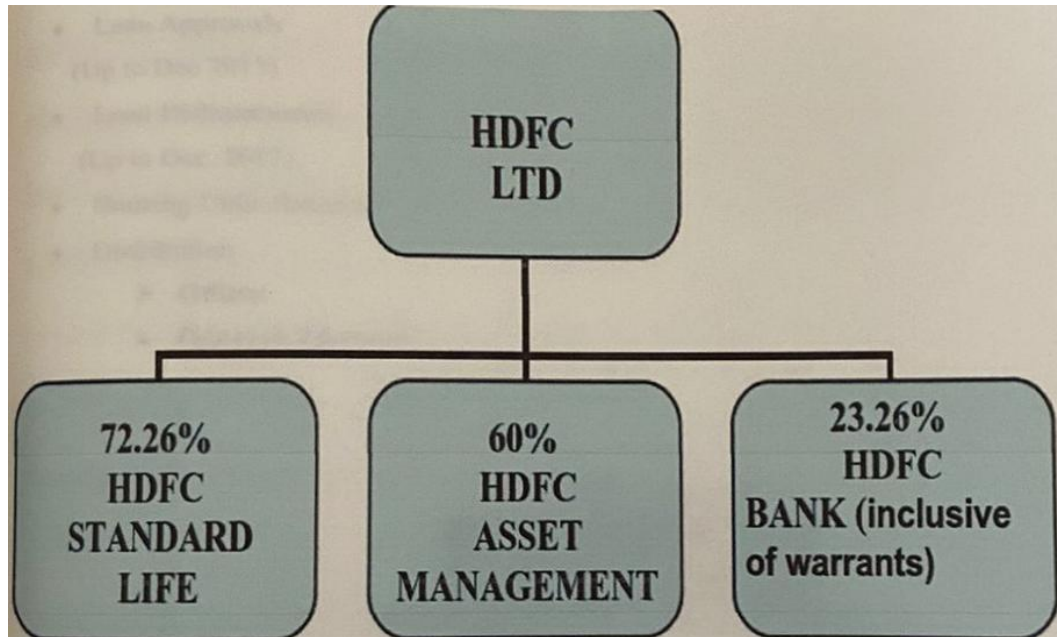 HDFC
LTD
72.26%
HDFC
STANDARD
LIFE
60%
HDFC
ASSET
MANAGEMENT
23.26%
HDFC
BANK (inclusive
of warrants)